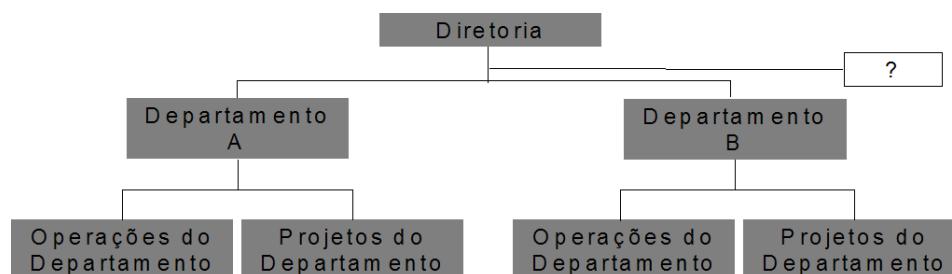 Diretoria
?
Departamento
A
Departamento
B
Operações do
Departamento
Projetos do
Departamento
Operações do
Departamento
Projetos do
Departamento